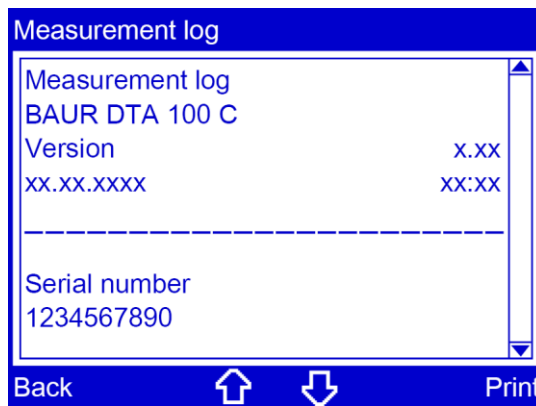 Measurement log
Measurement log
BAUR DTA 100 C
Version x.xx
xx.xx.xxxx xx:xx
Serial number
1234567890
Back Print